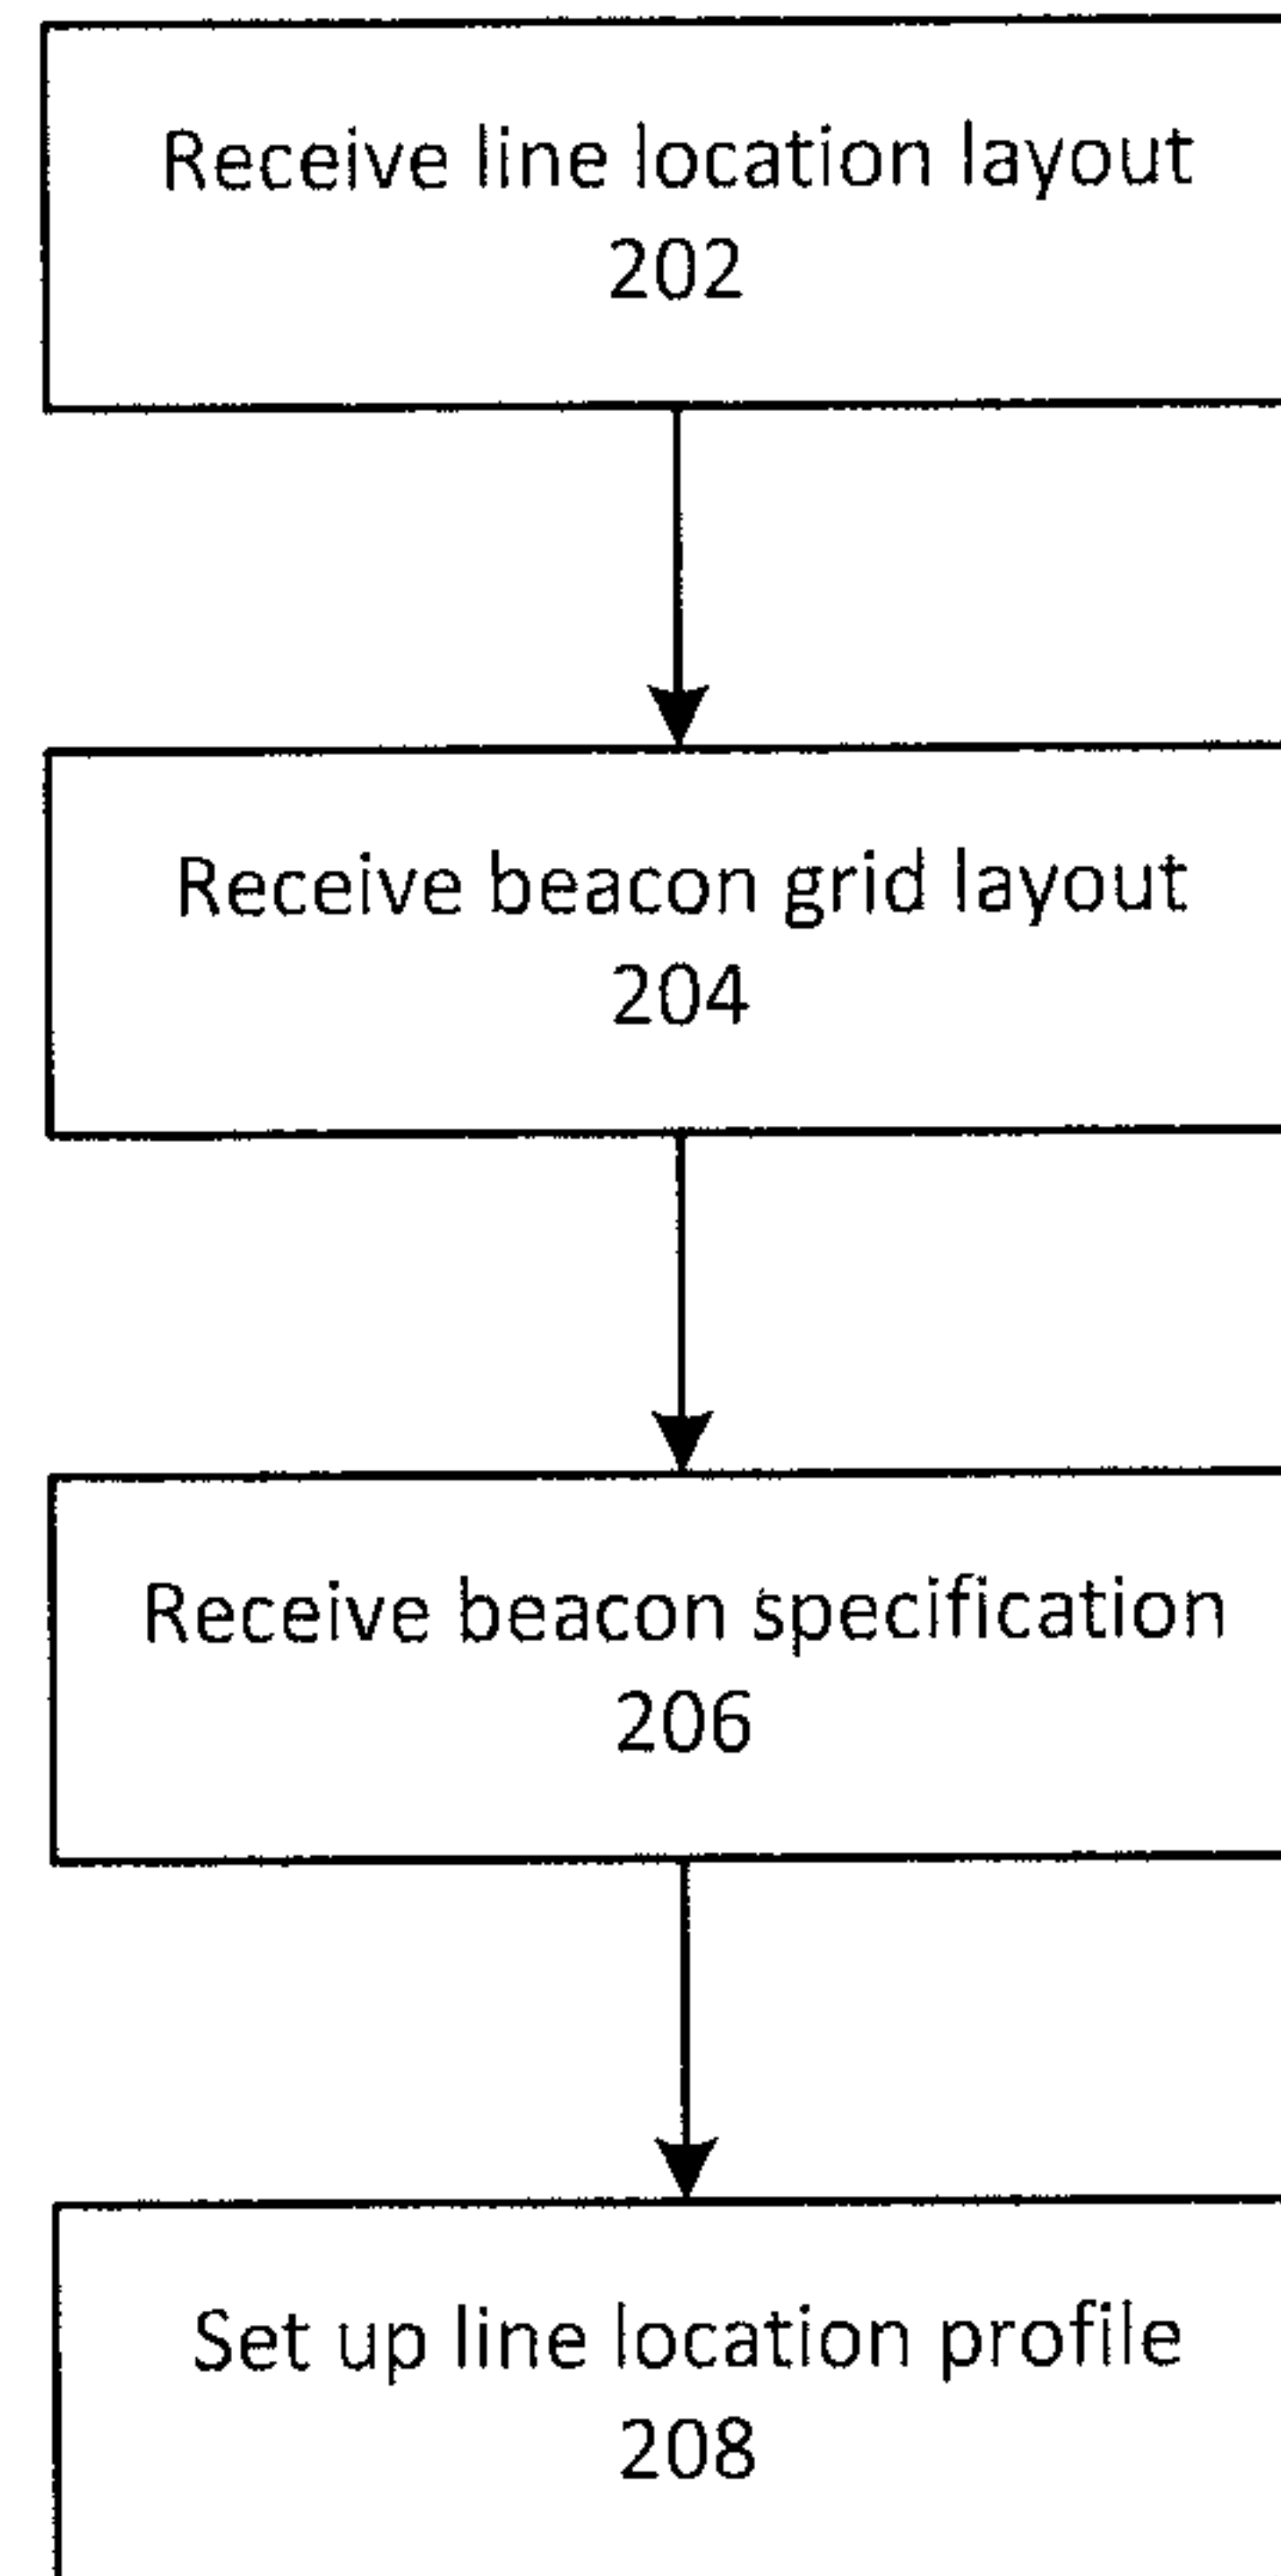 Receive line location layout
202
Receive beacon grid layout
204
Receive beacon specification
206
Set up line location profile
208